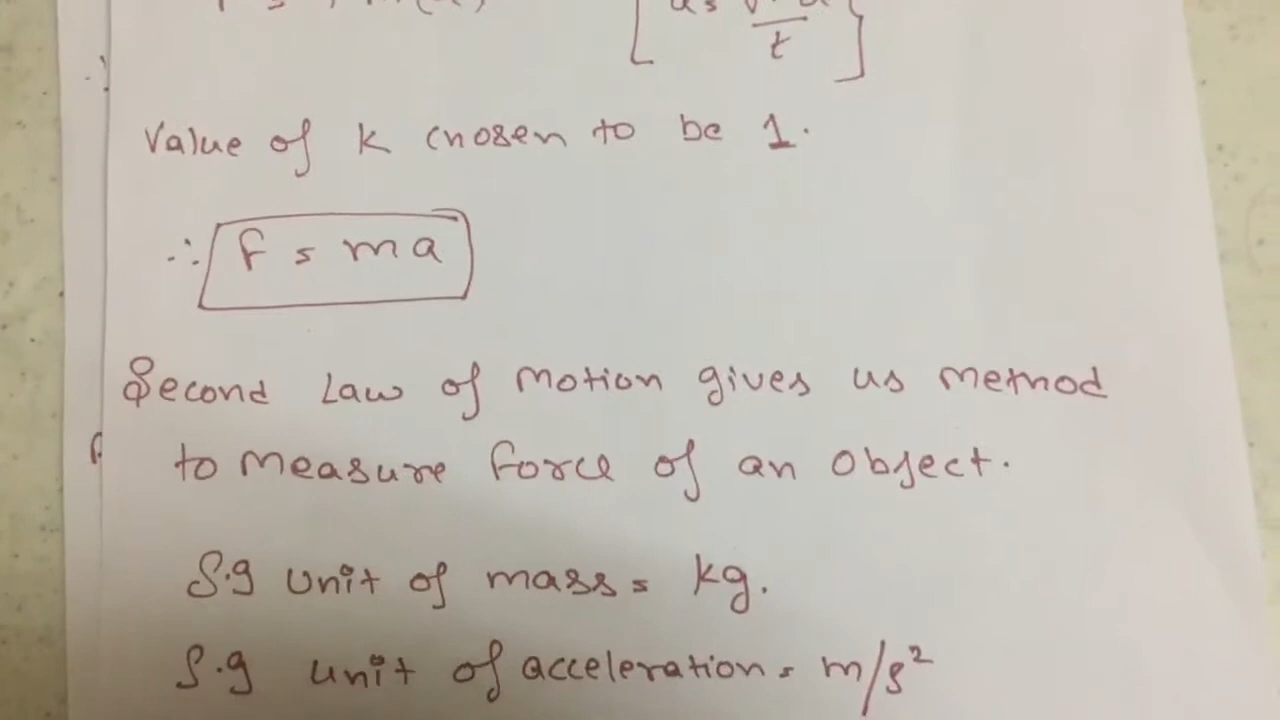 t
Value of k chosen to be 1.
∴ F = ma
Second Law of motion gives us method
to measure force of an object.
S.I unit of mass = kg.
S.I unit of acceleration = m/s²